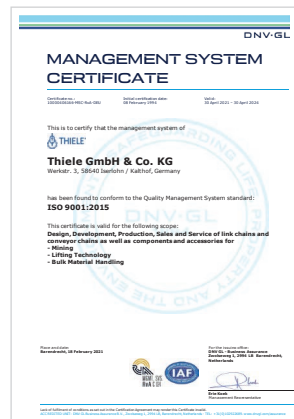 DNV·GL
MANAGEMENT SYSTEM
CERTIFICATE
Certificate no.: Initial certification date: Valid:
08 February 1994 30 April 2021 – 30 April 2024
This is to certify that the management system of
THIELE
Thiele GmbH & Co. KG
Werkstr. 3, 58640 Iserlohn / Kalthof, Germany
has been found to conform to the Quality Management System standard:
ISO 9001:2015
This certificate is valid for the following scope:
Design, Development, Production, Sales and Service of link chains and
conveyor chains as well as components and accessories for
- Mining
- Lifting Technology
- Bulk Material Handling
Place and date: For the issuing office:
Barendrecht, 18 February 2021 DNV GL – Business Assurance
Zwolseweg 1, 2994 LB Barendrecht,
Netherlands
IAF
Management Representative